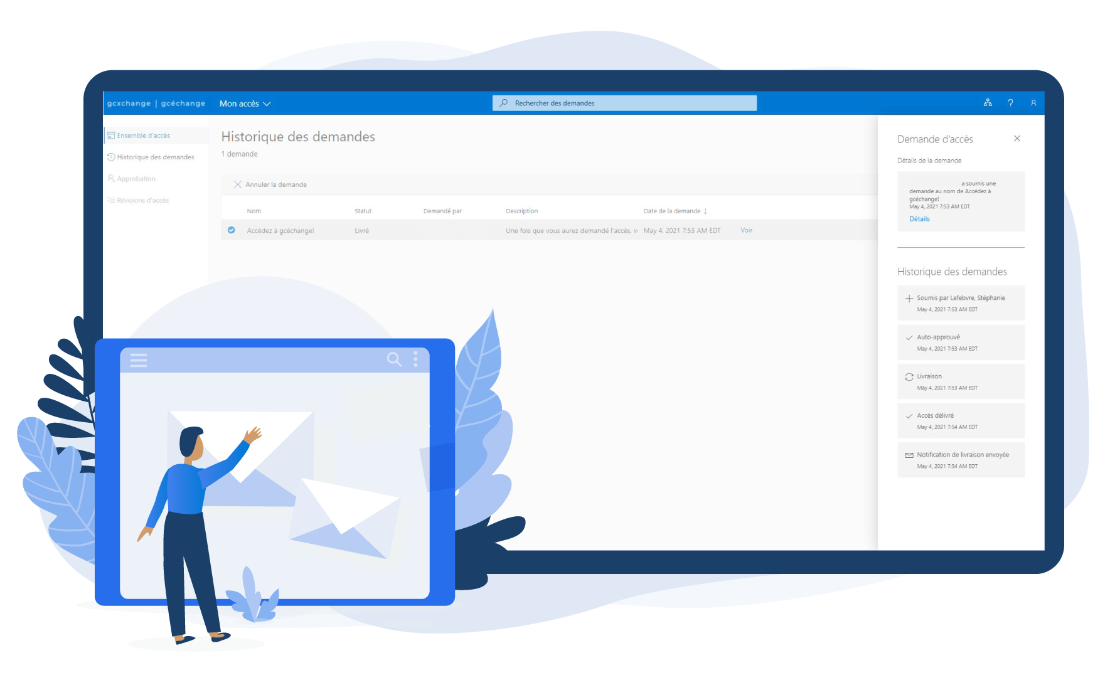 gcxchange | gcéchange
Mon accès
Rechercher des demandes
?
Ensemble d'accès
Historique des demandes
Approbation
Révisions d'accès
Historique des demandes
1 demande
Annuler la demande
Nom Statut Demandé par Description Date de la demande ↓
Accédez à gcéchange! Livré Une fois que vous aurez demandé l'accès, May 4, 2021 7:53 AM EDT Voir
Demande d'accès
Détails de la demande
a soumis une
demande au nom de Accédez à
gcéchange!
May 4, 2021 7:53 AM EDT
Détails
Historique des demandes
Soumis par Lefebvre, Stéphanie
May 4, 2021 7:53 AM EDT
Auto-approuvé
May 4, 2021 7:53 AM EDT
Livraison
May 4, 2021 7:53 AM EDT
Accès délivré
May 4, 2021 7:54 AM EDT
Notification de livraison envoyée
May 4, 2021 7:54 AM EDT